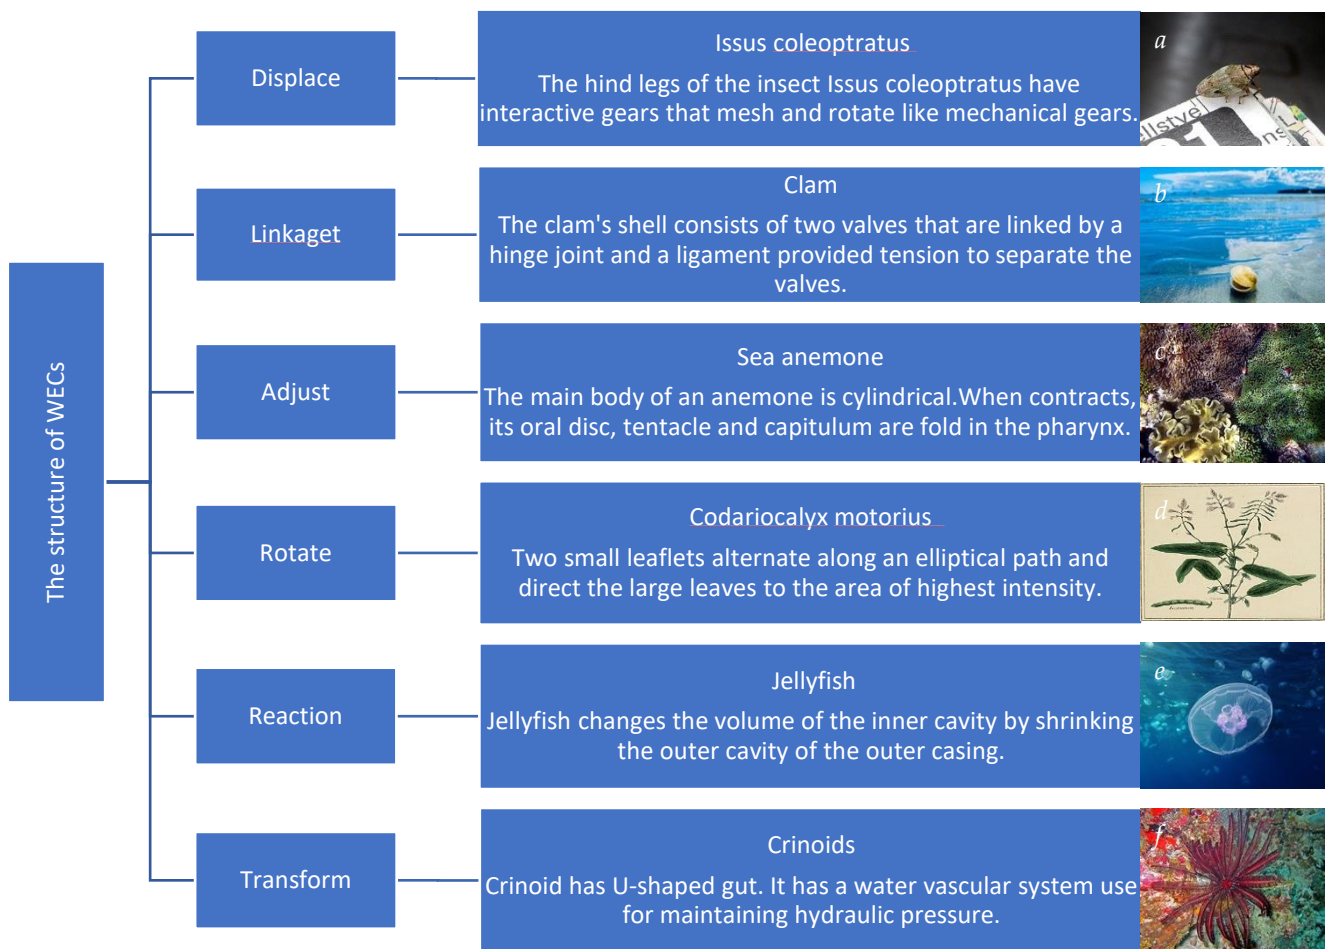 The structure of WECs
Displace
Issus coleoptratus
The hind legs of the insect Issus coleoptratus have
interactive gears that mesh and rotate like mechanical gears.
a
llstve
31
ns
L
Linkaget
Clam
The clam's shell consists of two valves that are linked by a
hinge joint and a ligament provided tension to separate the
valves.
b
Adjust
Sea anemone
The main body of an anemone is cylindrical.When contracts,
its oral disc, tentacle and capitulum are fold in the pharynx.
c
Rotate
Codariocalyx motorius
Two small leaflets alternate along an elliptical path and
direct the large leaves to the area of highest intensity.
d
Reaction
Jellyfish
Jellyfish changes the volume of the inner cavity by shrinking
the outer cavity of the outer casing.
e
Transform
Crinoids
Crinoid has U-shaped gut. It has a water vascular system use
for maintaining hydraulic pressure.
f